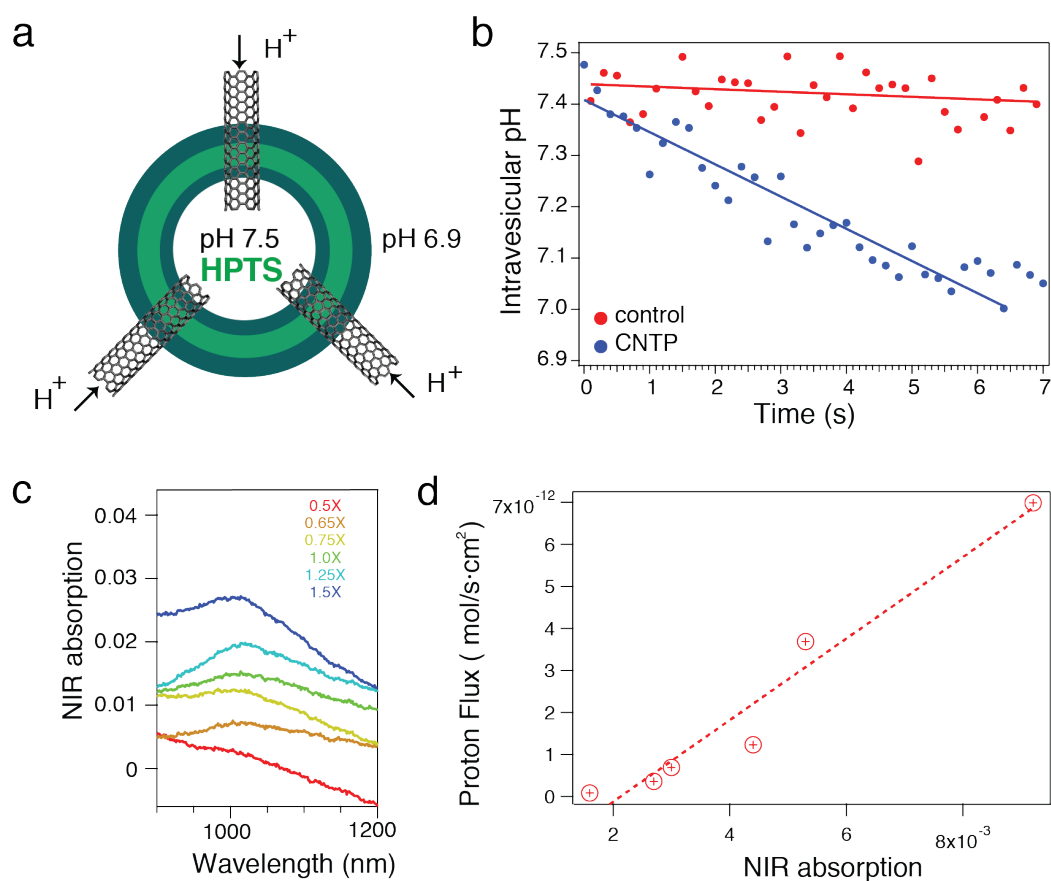 a
H+
pH 7.5
HPTS
pH 6.9
H+
H+
b
Intravesicular pH
7.5
7.4
7.3
7.2
7.1
7.0
6.9
control
CNTP
0 1 2 3 4 5 6 7
Time (s)
c
NIR absorption
0.04
0.03
0.02
0.01
0
0.5X
0.65X
0.75X
1.0X
1.25X
1.5X
1000 1200
Wavelength (nm)
d
Proton Flux ( mol/s·cm²)
7x10⁻¹²
6
5
4
3
2
1
0
2 4 6 8x10⁻³
NIR absorption